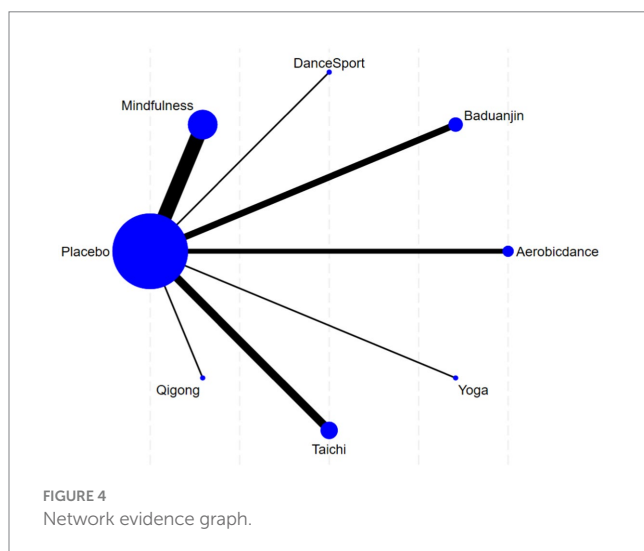 DanceSport
Mindfulness
Baduanjin
Placebo
Aerobicdance
Qigong
Yoga
Taichi
FIGURE 4
Network evidence graph.